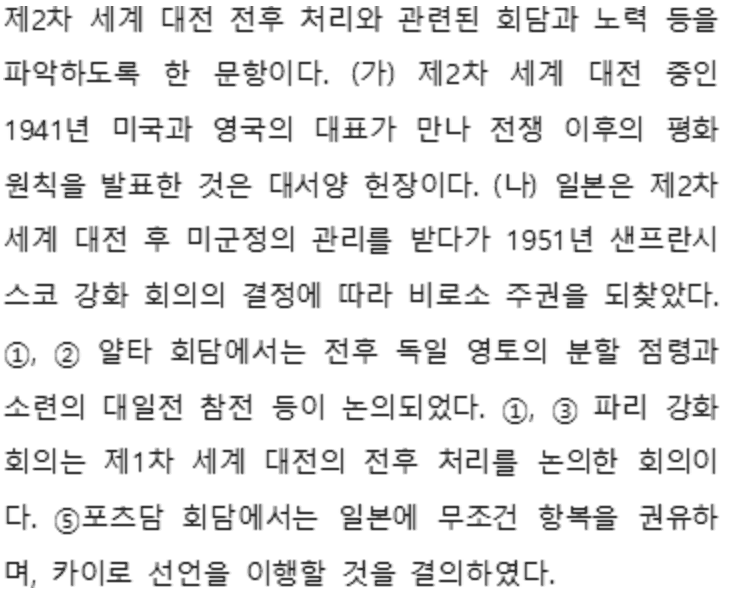 제2차 세계 대전 전후 처리와 관련된 회담과 노력 등을
파악하도록 한 문항이다. (가) 제2차 세계 대전 중인
1941년 미국과 영국의 대표가 만나 전쟁 이후의 평화
원칙을 발표한 것은 대서양 헌장이다. (나) 일본은 제2차
세계 대전 후 미군정의 관리를 받다가 1951년 샌프란시
스코 강화 회의의 결정에 따라 비로소 주권을 되찾았다.
①, ② 얄타 회담에서는 전후 독일 영토의 분할 점령과
소련의 대일전 참전 등이 논의되었다. ①, ③ 파리 강화
회의는 제1차 세계 대전의 전후 처리를 논의한 회의이
다. ⑤포츠담 회담에서는 일본에 무조건 항복을 권유하
며, 카이로 선언을 이행할 것을 결의하였다.